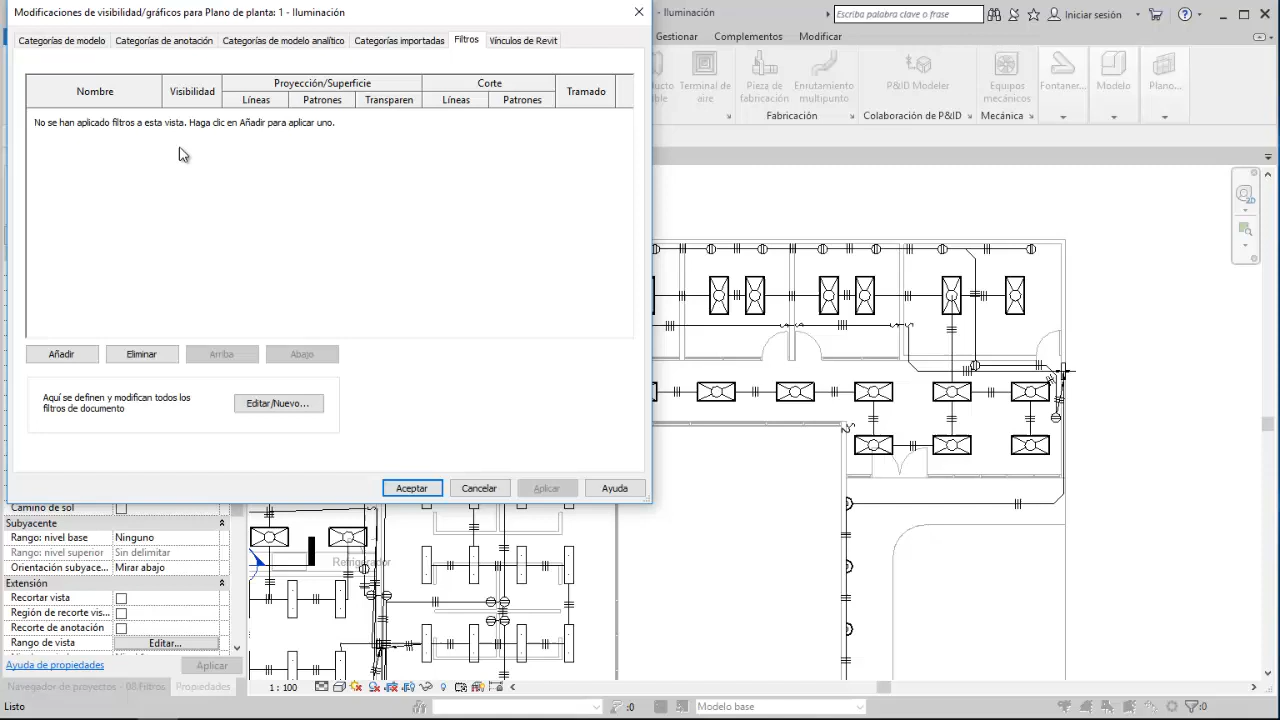 Modificaciones de visibilidad/gráficos para Plano de planta: 1 - Iluminación
- Iluminación
Escriba palabra clave o frase
Iniciar sesión
Categorías de modelo
Categorías de anotación
Categorías de modelo analítico
Categorías importadas
Filtros
Vínculos de Revit
Gestionar
Complementos
Modificar
Nombre
Visibilidad
Proyección/Superficie
Corte
Tramado
Líneas
Patrones
Transparen
Líneas
Patrones
No se han aplicado filtros a esta vista. Haga clic en Añadir para aplicar uno.
Terminal de
aire
Pieza de
fabricación
Enrutamiento
multipunto
P&ID Modeler
Equipos
mecánicos
Fontaner...
Modelo
Plano...
Fabricación
Colaboración de P&ID
Mecánica
Añadir
Eliminar
Arriba
Abajo
Aquí se definen y modifican todos los
filtros de documento
Editar/Nuevo...
Aceptar
Cancelar
Aplicar
Ayuda
Camino de sol
Subyacente
Rango: nivel base
Ninguno
Rango: nivel superior
Sin delimitar
Orientación subyace...
Mirar abajo
Extensión
Recortar vista
Región de recorte vis...
Recorte de anotación
Rango de vista
Editar...
Ayuda de propiedades
Aplicar
Navegador de proyectos - 08 Filtros
Propiedades
Refrigerador
1 : 100
Listo
:0
Modelo base
:0